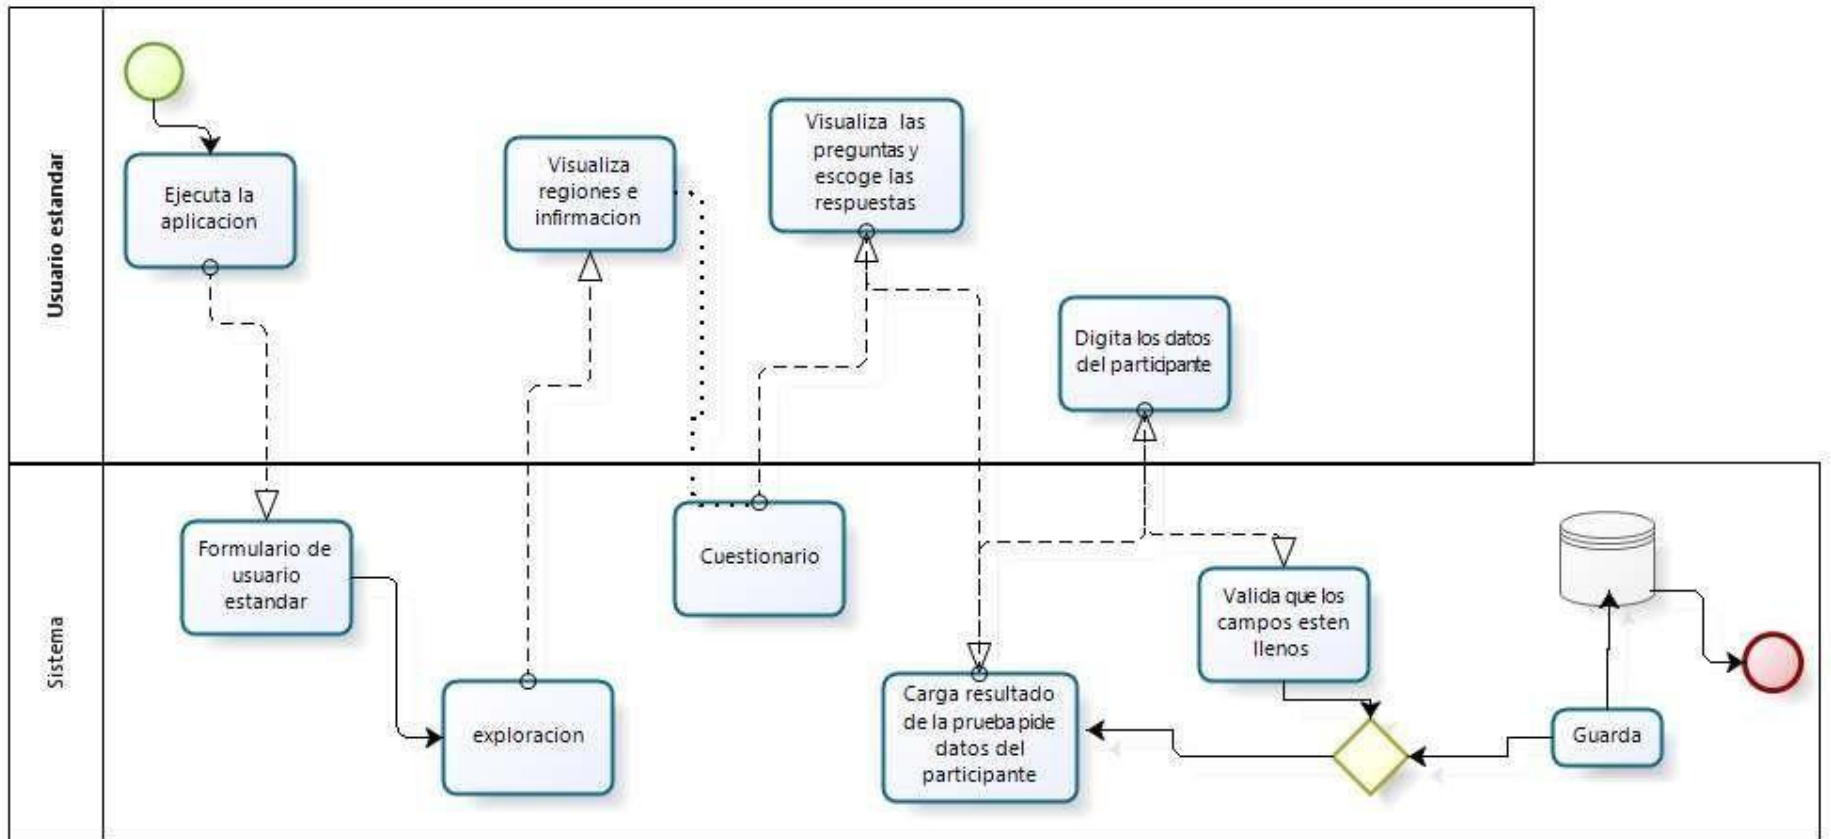 Usuario estandar
Ejecuta la
aplicacion
Visualiza
regiones e
infirmacion
Visualiza las
preguntas y
escoge las
respuestas
Digita los datos
del participante
Sistema
Formulario de
usuario
estandar
exploracion
Cuestionario
Carga resultado
de la prueba pide
datos del
participante
Valida que los
campos esten
llenos
Guarda